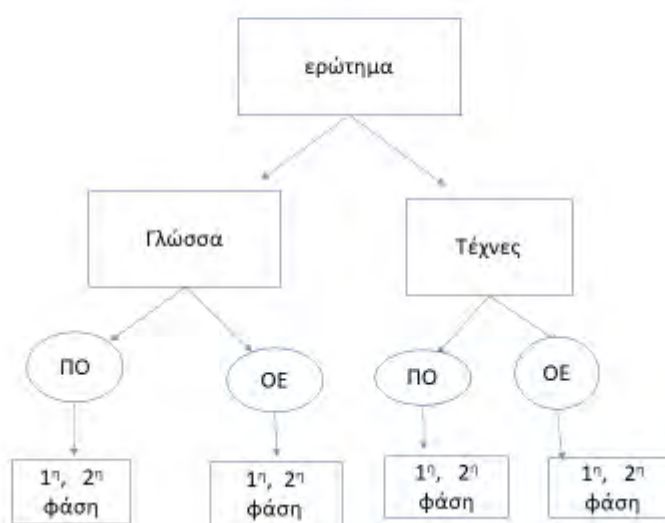 ερώτημα
Γλώσσα
Τέχνες
ΠΟ
ΟΕ
ΠΟ
ΟΕ
1η, 2η
φάση
1η, 2η
φάση
1η, 2η
φάση
1η, 2η
φάση